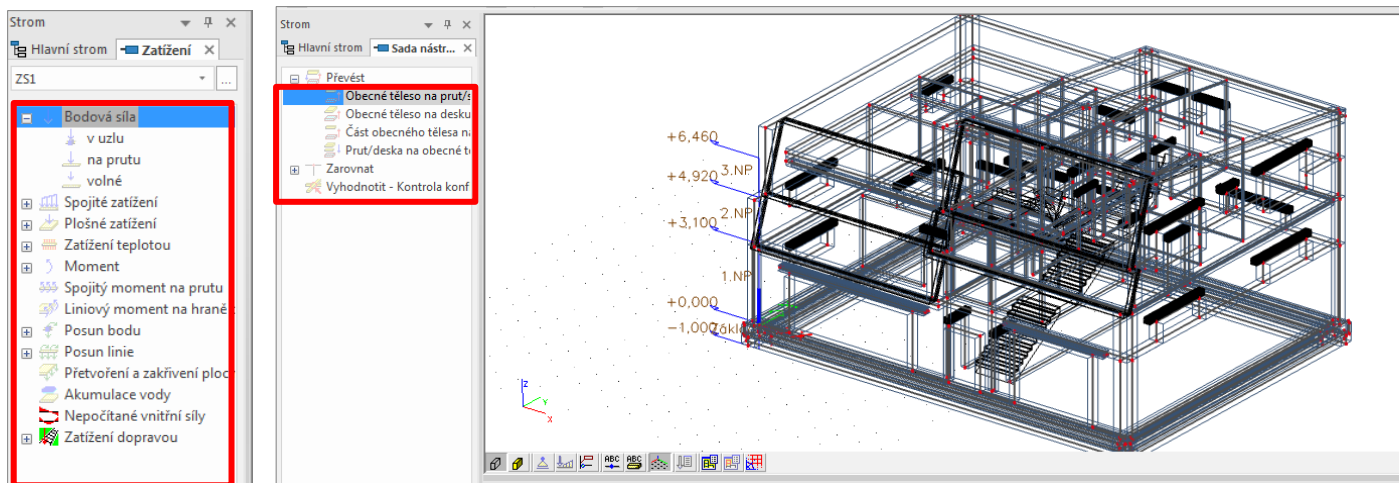 Strom
Hlavní strom
Zatížení
ZS1
...
Bodová síla
v uzlu
na prutu
volné
Spojité zatížení
Plošné zatížení
Zatížení teplotou
Moment
Spojitý moment na prutu
Liniový moment na hraně
Posun bodu
Posun linie
Přetvoření a zakřivení ploc
Akumulace vody
Nepočítané vnitřní síly
Zatížení dopravou
Strom
Hlavní strom
Sada nástr...
Převést
Obecné těleso na prut/s
Obecné těleso na desku
Část obecného tělesa na
Prut/deska na obecné tě
Zarovnat
Vyhodnotit - Kontrola konf
+6,460
3.NP
+4,920
2.NP
+3,100
1.NP
+0,000
-1,000
Z
Y
X
ABC
ABC